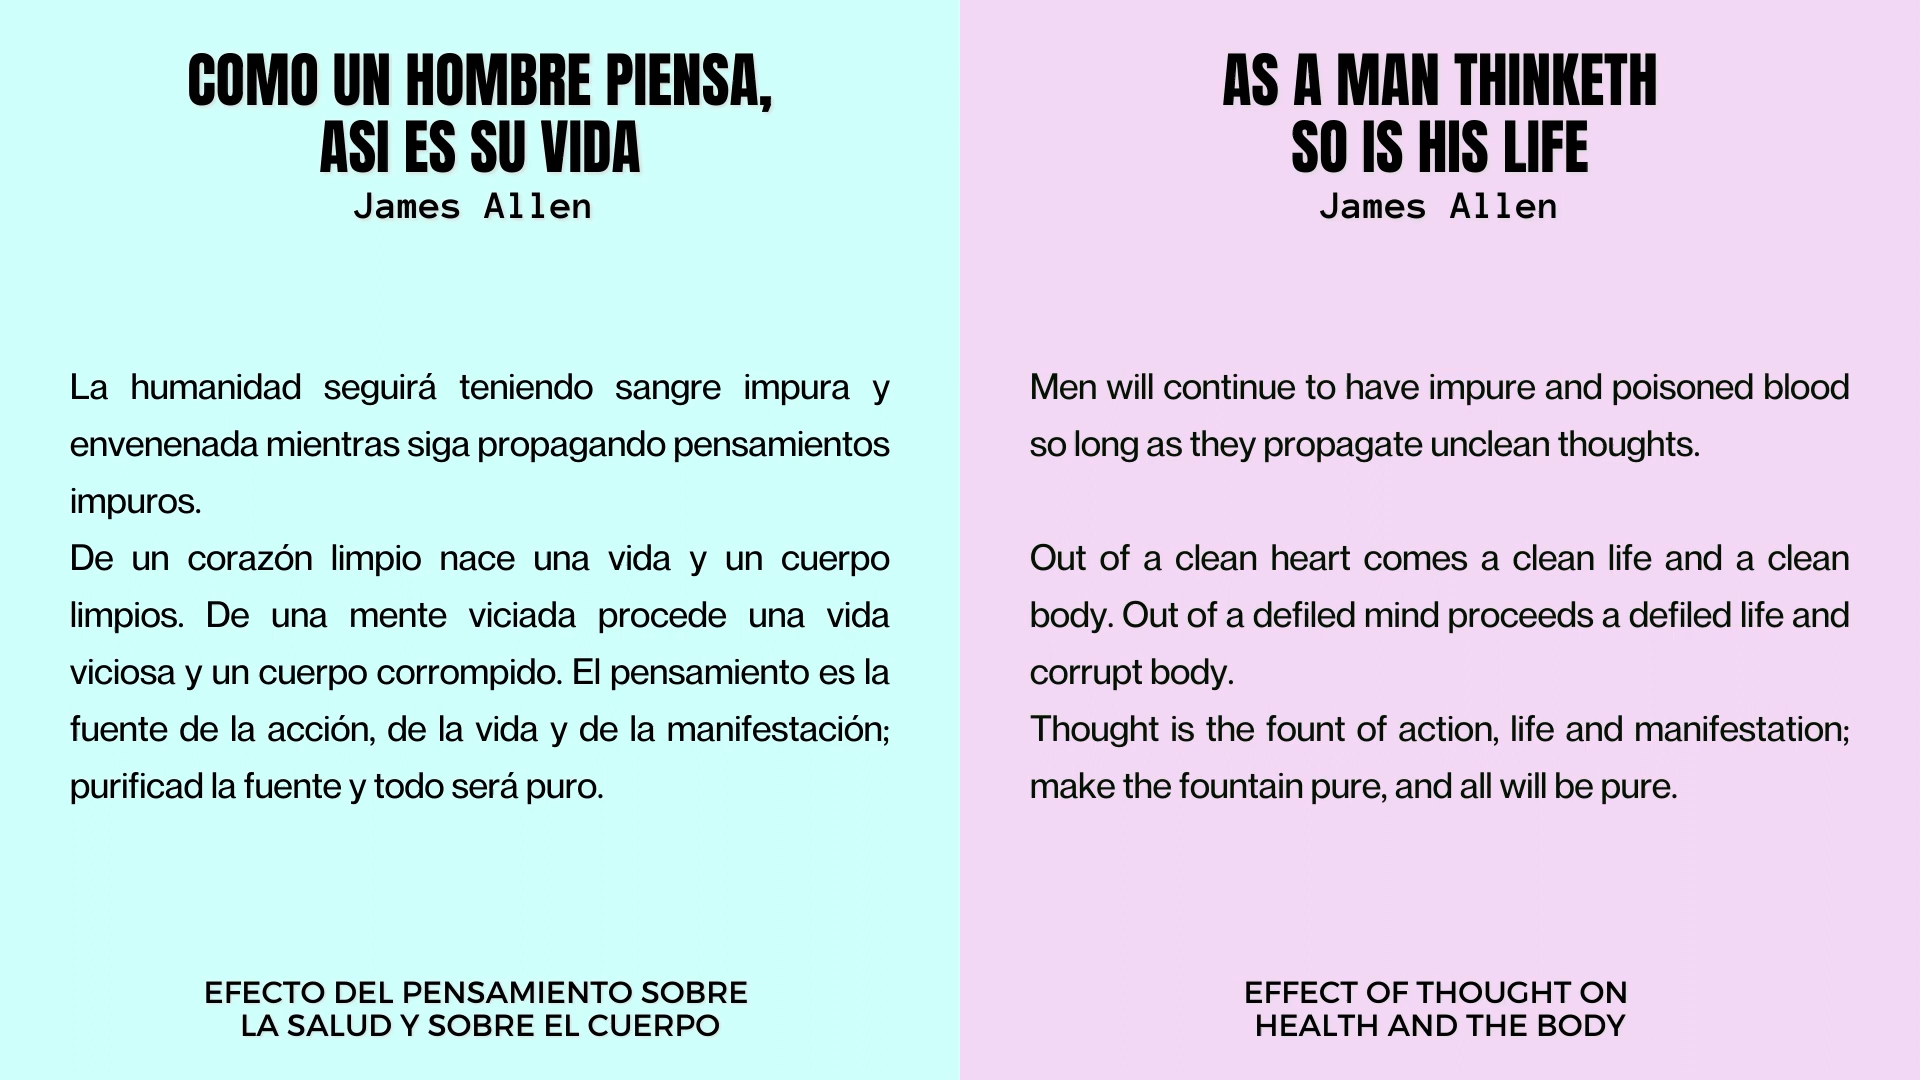 COMO UN HOMBRE PIENSA,
ASI ES SU VIDA
James Allen
La humanidad seguirá teniendo sangre impura y
envenenada mientras siga propagando pensamientos
impuros.
De un corazón limpio nace una vida y un cuerpo
limpios. De una mente viciada procede una vida
viciosa y un cuerpo corrompido. El pensamiento es la
fuente de la acción, de la vida y de la manifestación;
purificad la fuente y todo será puro.
EFECTO DEL PENSAMIENTO SOBRE
LA SALUD Y SOBRE EL CUERPO
AS A MAN THINKETH
SO IS HIS LIFE
James Allen
Men will continue to have impure and poisoned blood
so long as they propagate unclean thoughts.
Out of a clean heart comes a clean life and a clean
body. Out of a defiled mind proceeds a defiled life and
corrupt body.
Thought is the fount of action, life and manifestation;
make the fountain pure, and all will be pure.
EFFECT OF THOUGHT ON
HEALTH AND THE BODY